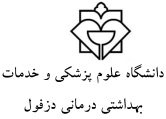 دانشگاه علوم پزشکی و خدمات
بهداشتی درمانی دزفول